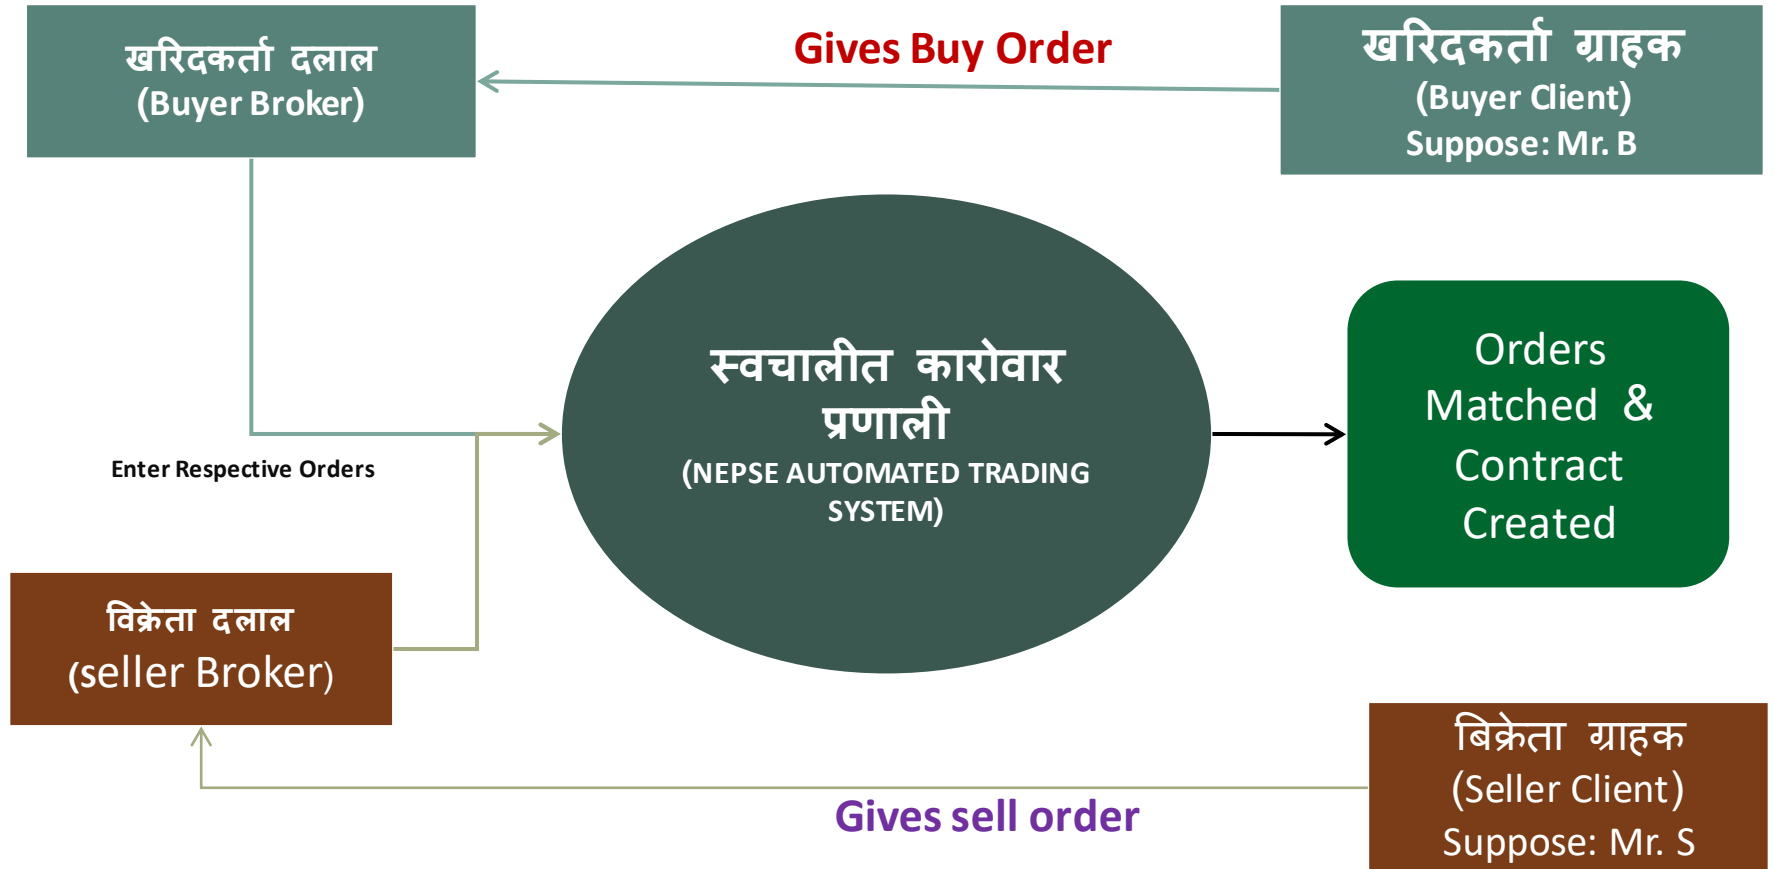 खरिदकर्ता दलाल
(Buyer Broker)
Gives Buy Order
खरिदकर्ता ग्राहक
(Buyer Client)
Suppose: Mr. B
स्वचालीत कारोवार
प्रणाली
(NEPSE AUTOMATED TRADING
SYSTEM)
Orders
Matched &
Contract
Created
Enter Respective Orders
विक्रेता दलाल
(seller Broker)
Gives sell order
बिक्रेता ग्राहक
(Seller Client)
Suppose: Mr. S